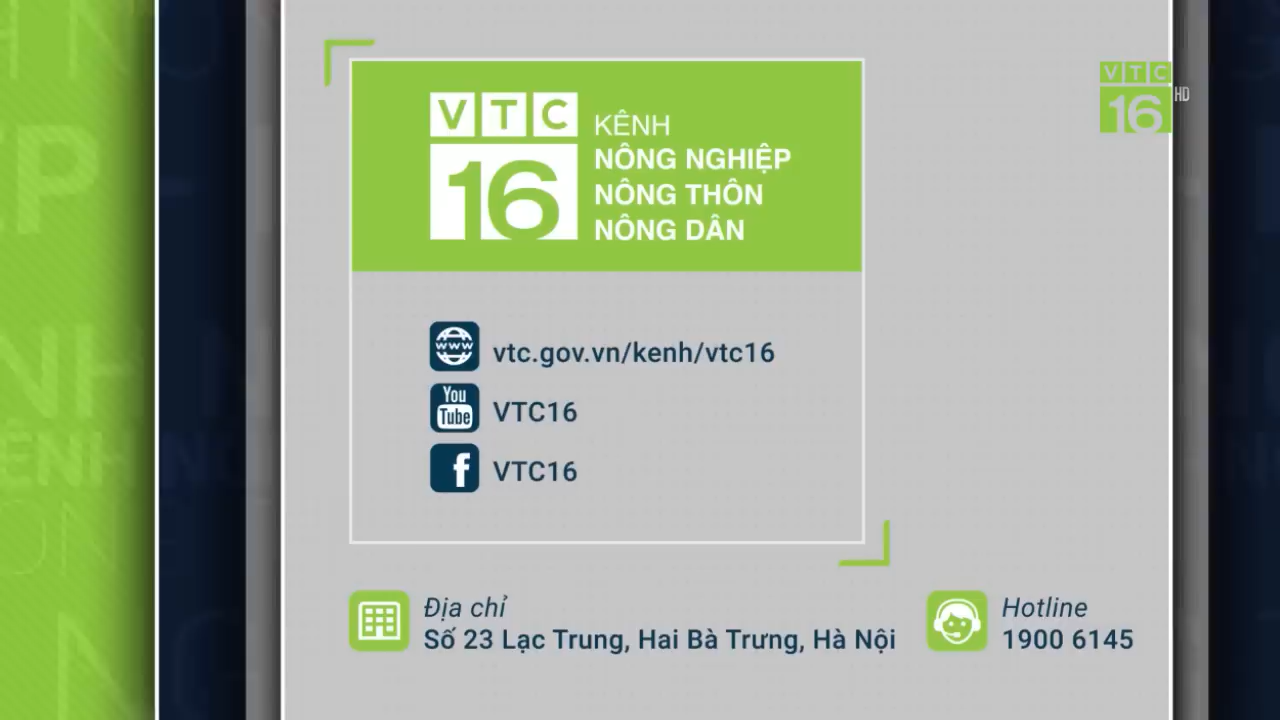 VTC
16
KÊNH
NÔNG NGHIỆP
NÔNG THÔN
NÔNG DÂN
VTC
16 HD
www
vtc.gov.vn/kenh/vtc16
You
Tube
VTC16
f
VTC16
Địa chỉ
Số 23 Lạc Trung, Hai Bà Trưng, Hà Nội
Hotline
1900 6145